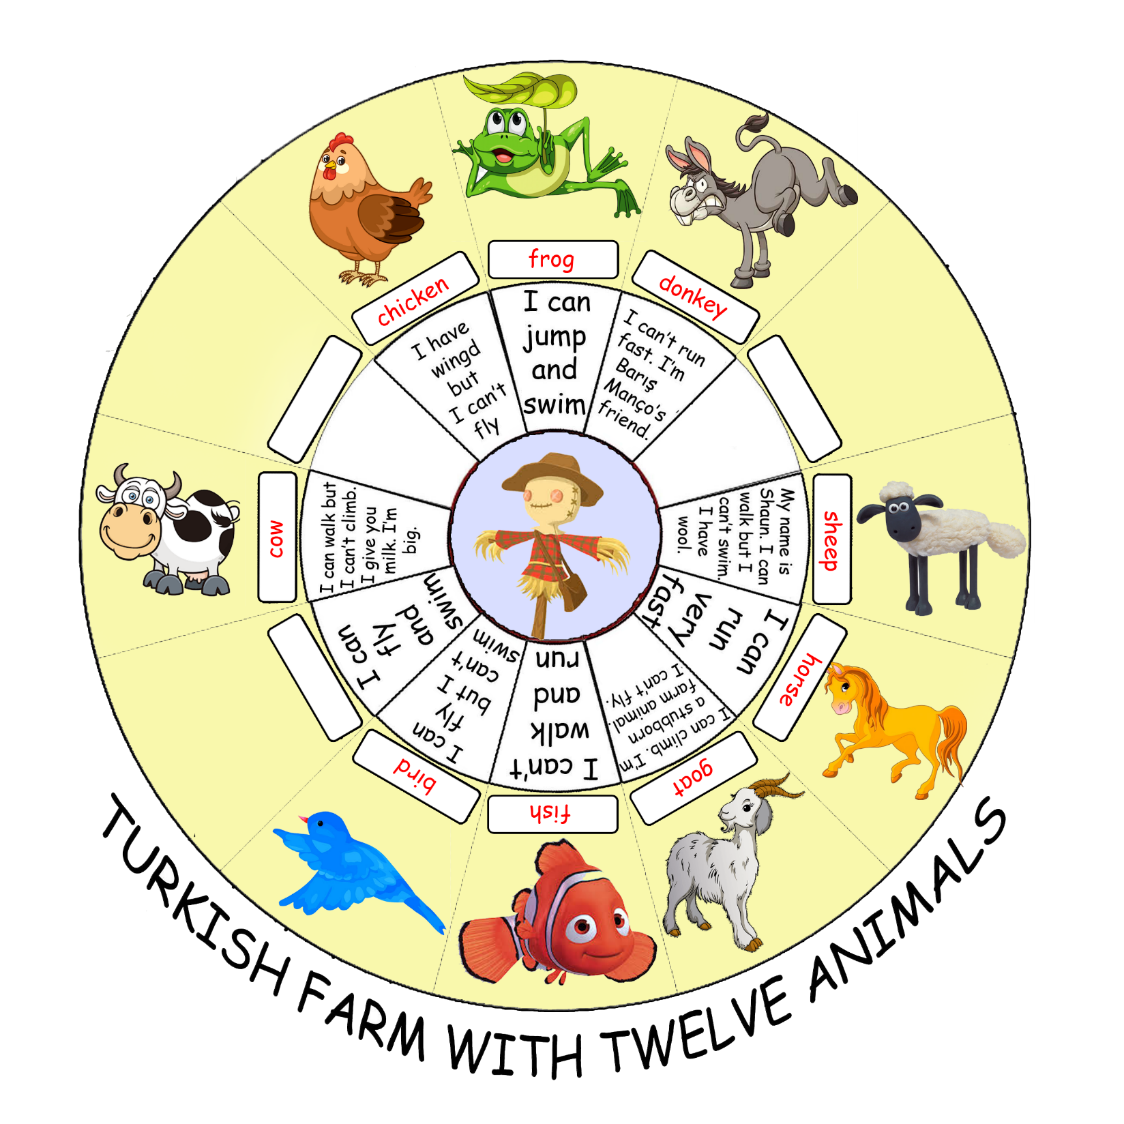 frog
I can
jump
and
swim
donkey
I can't run
fast. I'm
Barış
Manço's
friend.
sheep
My name is
Shaun. I can
walk but I
can't swim.
I have
wool.
horse
I can
run
very
fast
goat
I can climb. I'm
a stubborn
farm animal.
I can't fly.
fish
I can't
walk
and
run
bird
I can
fly
but I
can't
swim
I can
fly
and
swim
cow
I can walk but
I can't climb.
I give you
milk. I'm
big.
chicken
I have
wingd
but
I can't
fly
TURKISH FARM WITH TWELVE ANIMALS